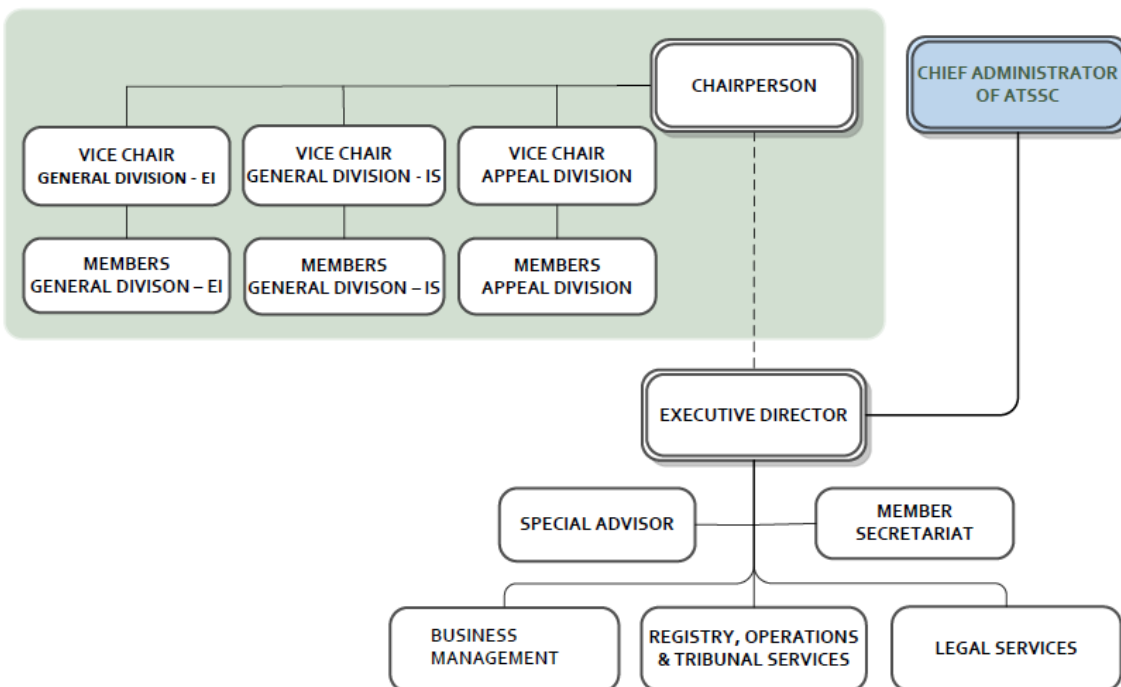 CHAIRPERSON
CHIEF ADMINISTRATOR
OF ATSSC
VICE CHAIR
GENERAL DIVISION - EI
VICE CHAIR
GENERAL DIVISION - IS
VICE CHAIR
APPEAL DIVISION
MEMBERS
GENERAL DIVISON – EI
MEMBERS
GENERAL DIVISON – IS
MEMBERS
APPEAL DIVISION
EXECUTIVE DIRECTOR
SPECIAL ADVISOR
MEMBER
SECRETARIAT
BUSINESS
MANAGEMENT
REGISTRY, OPERATIONS
& TRIBUNAL SERVICES
LEGAL SERVICES